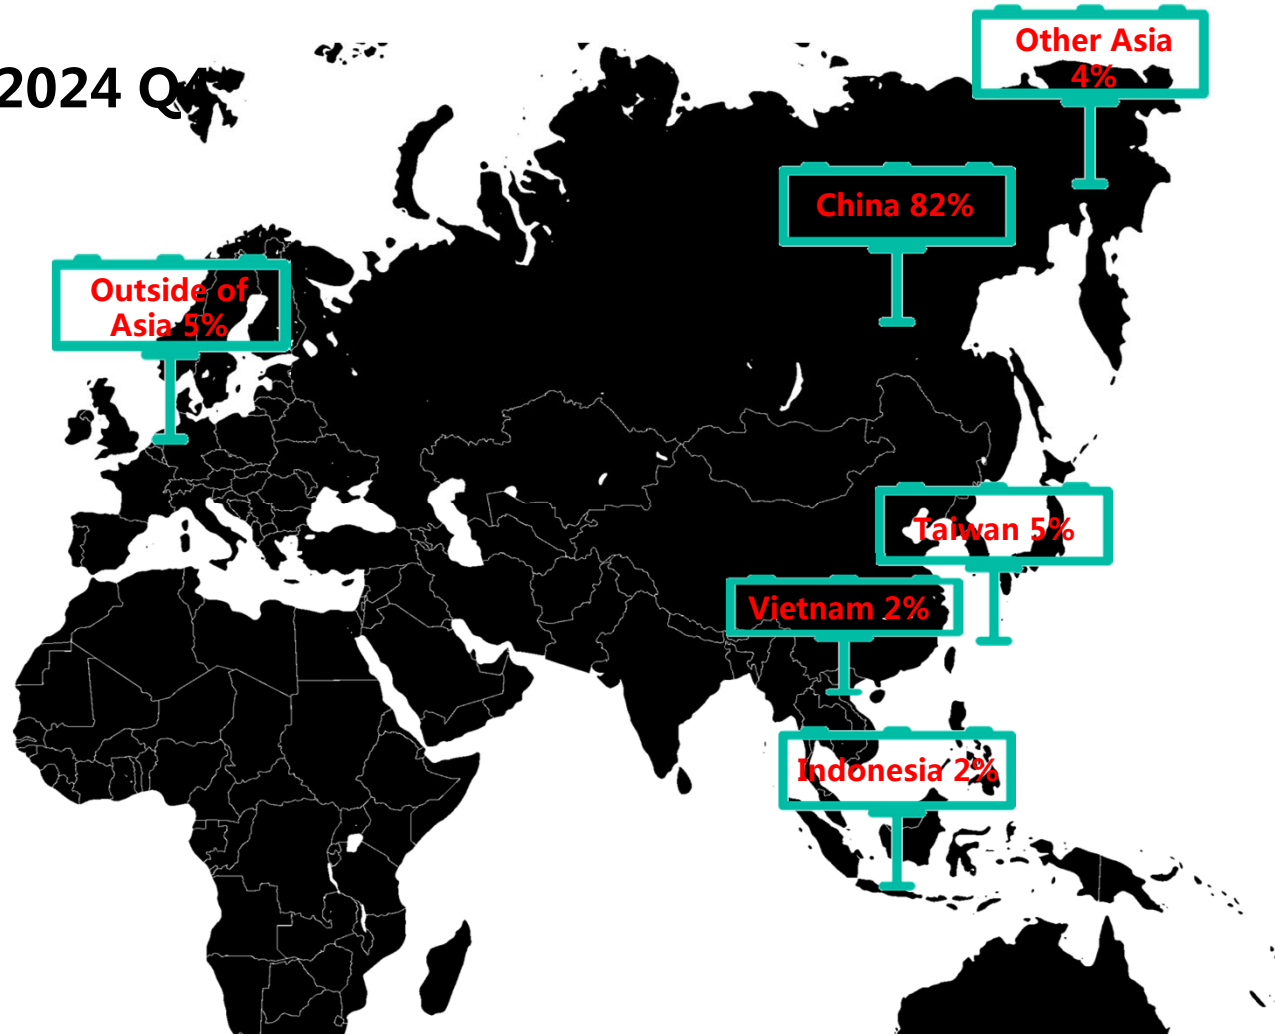 Other Asia
4%
2024 Q4
China 82%
Outside of
Asia 5%
Taiwan 5%
Vietnam 2%
Indonesia 2%